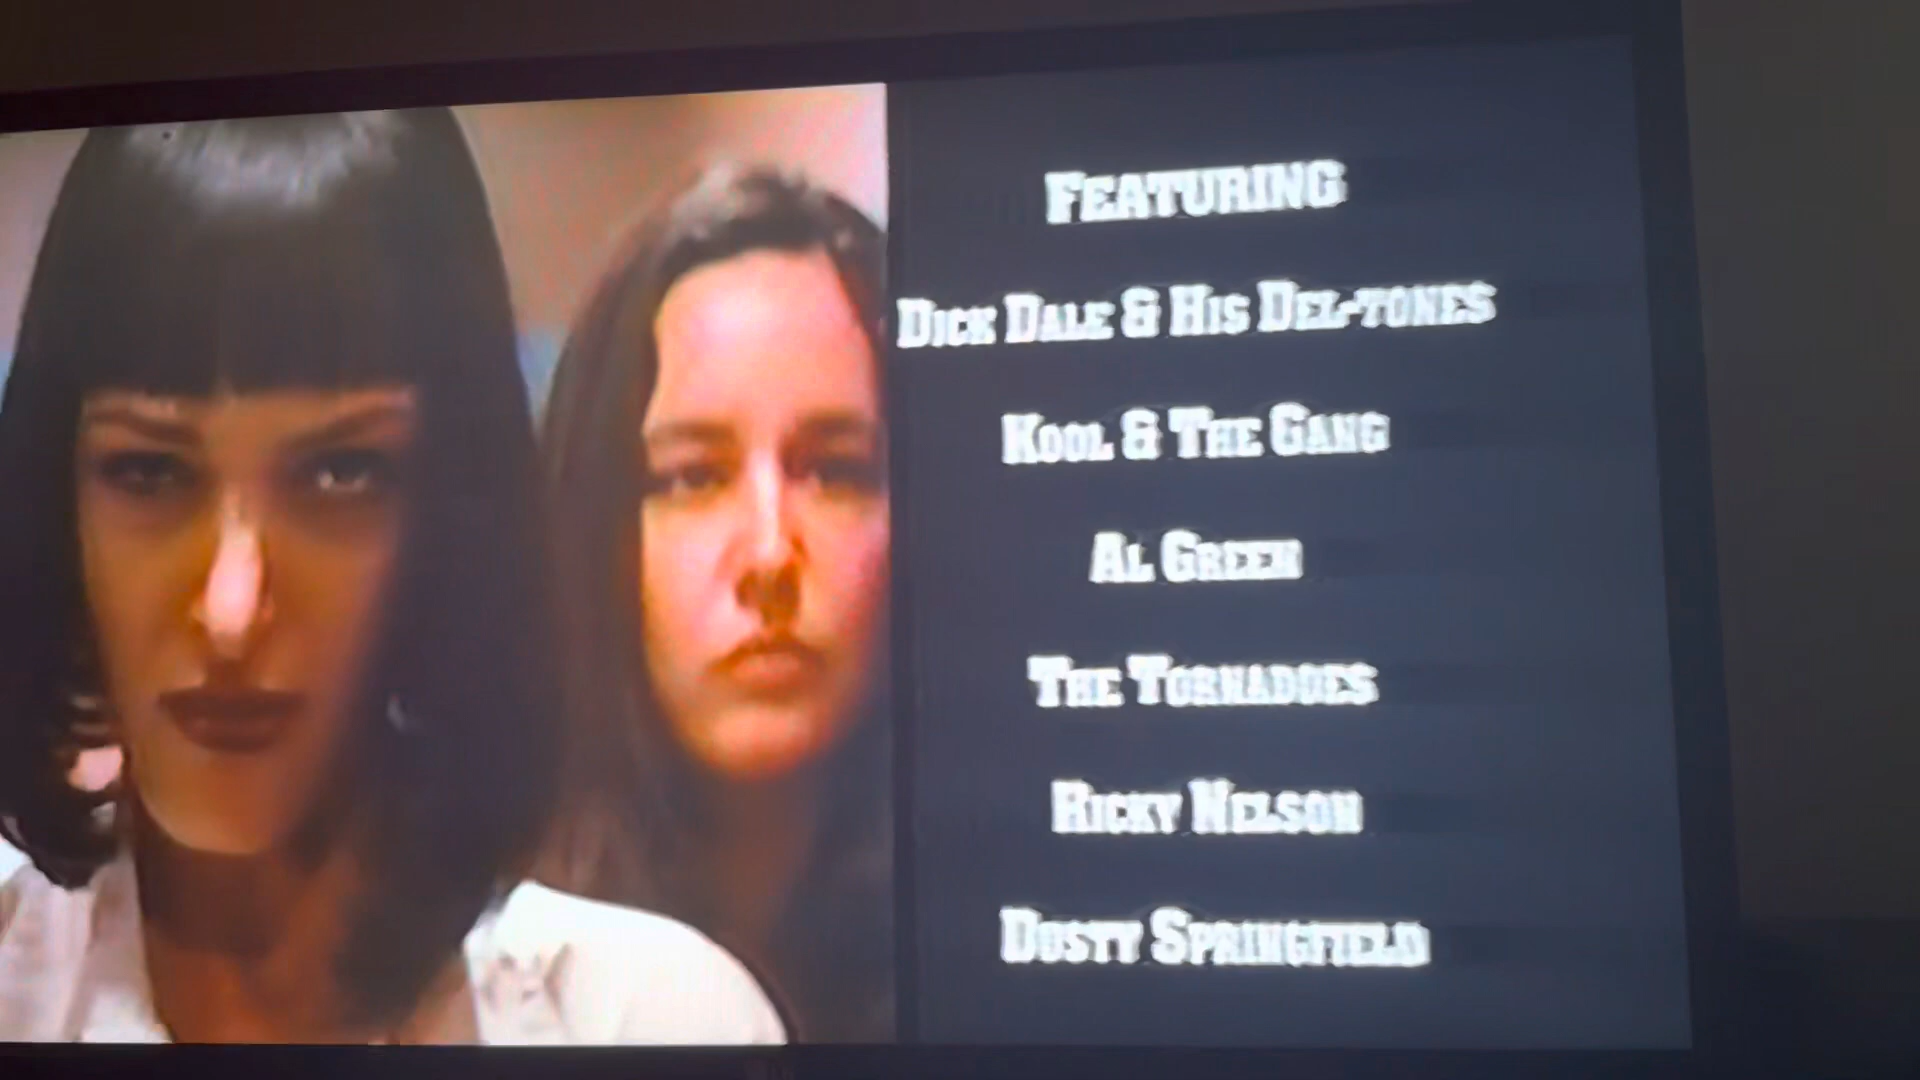 FEATURING
DICK DALE & HIS DEL-TONES
KOOL & THE GANG
AL GREEN
THE TORNADOES
RICKY NELSON
DUSTY SPRINGFIELD